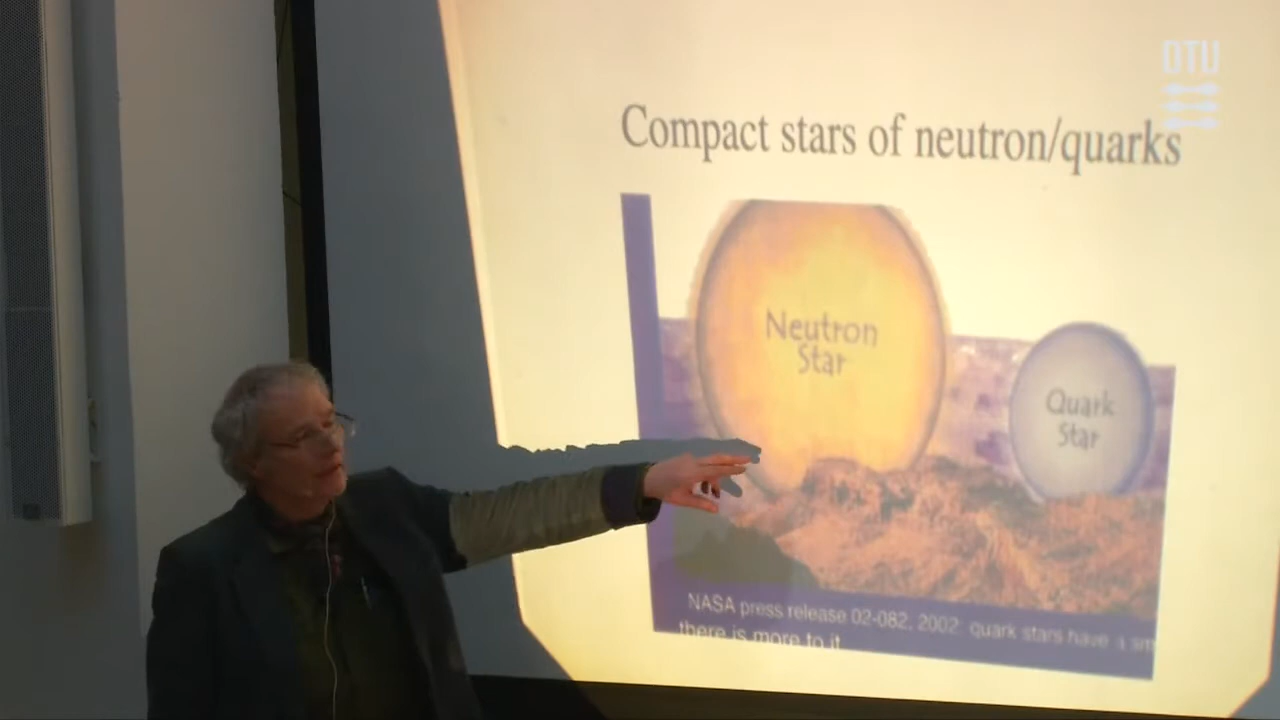 DTU
Compact stars of neutron/quarks
Neutron
Star
Quark
Star
NASA press release 02-082, 2002: quark stars have a sm
there is more to it